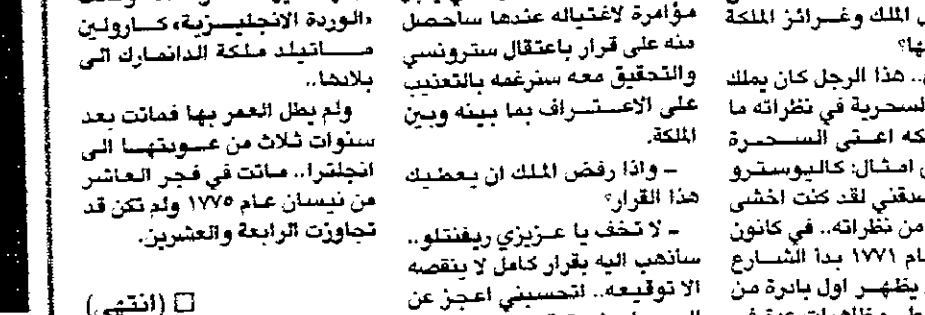 الملك وغرائز الملكة
.. هذا الرجل كان يملك
السحرية في نظراته ما
اعتى السحرة
امثال: كاليوسترو
لقد كنت اخشى
من نظراته.. في كانون
١٧٧١ بدأ الشارع
يظهر اول بادرة من
مؤامرة لاغتياله عندها ساحصل
منه على قرار باعتقال سترونسي
والتحقيق معه سنرغمه بالتعذيب
على الاعتراف بما بينه وبين
الملكة.
- واذا رفض الملك ان يعطيك
هذا القرار؟
- لا تخف يا عزيزي ريفنتلو..
سأذهب اليه بقرار كامل لا ينقصه
الا توقيعه.. اتحسبني اعجز عن
«الوردة الانجليزية» كارولين
ماتيلد ملكة الدانمارك الى
بلادها..
ولم يطل العمر بها فماتت بعد
سنوات ثلاث من عودتها الى
انجلترا.. ماتت في فجر العاشر
من نيسان عام ١٧٧٥ ولم تكن قد
تجاوزت الرابعة والعشرين.
□ (انتهى)